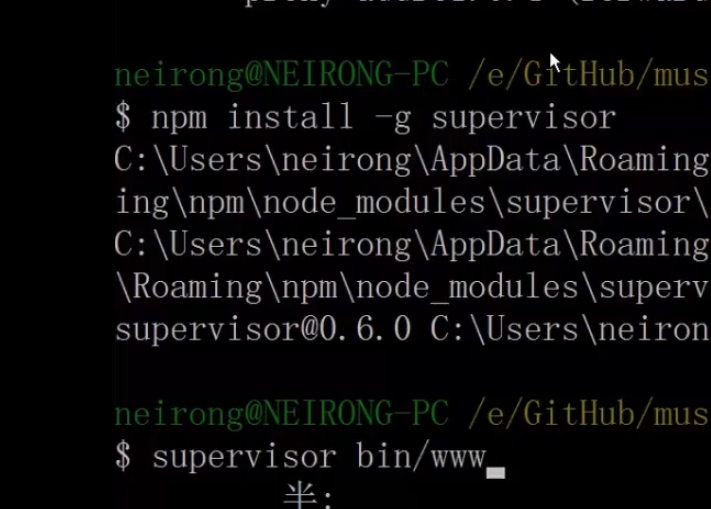 neirong@NEIRONG-PC /e/GitHub/mus
$ npm install -g supervisor
C:\Users\neirong\AppData\Roaming
ing\npm\node_modules\supervisor\
C:\Users\neirong\AppData\Roaming
\Roaming\npm\node_modules\superv
supervisor@0.6.0 C:\Users\neiron
neirong@NEIRONG-PC /e/GitHub/mus
$ supervisor bin/www
半: